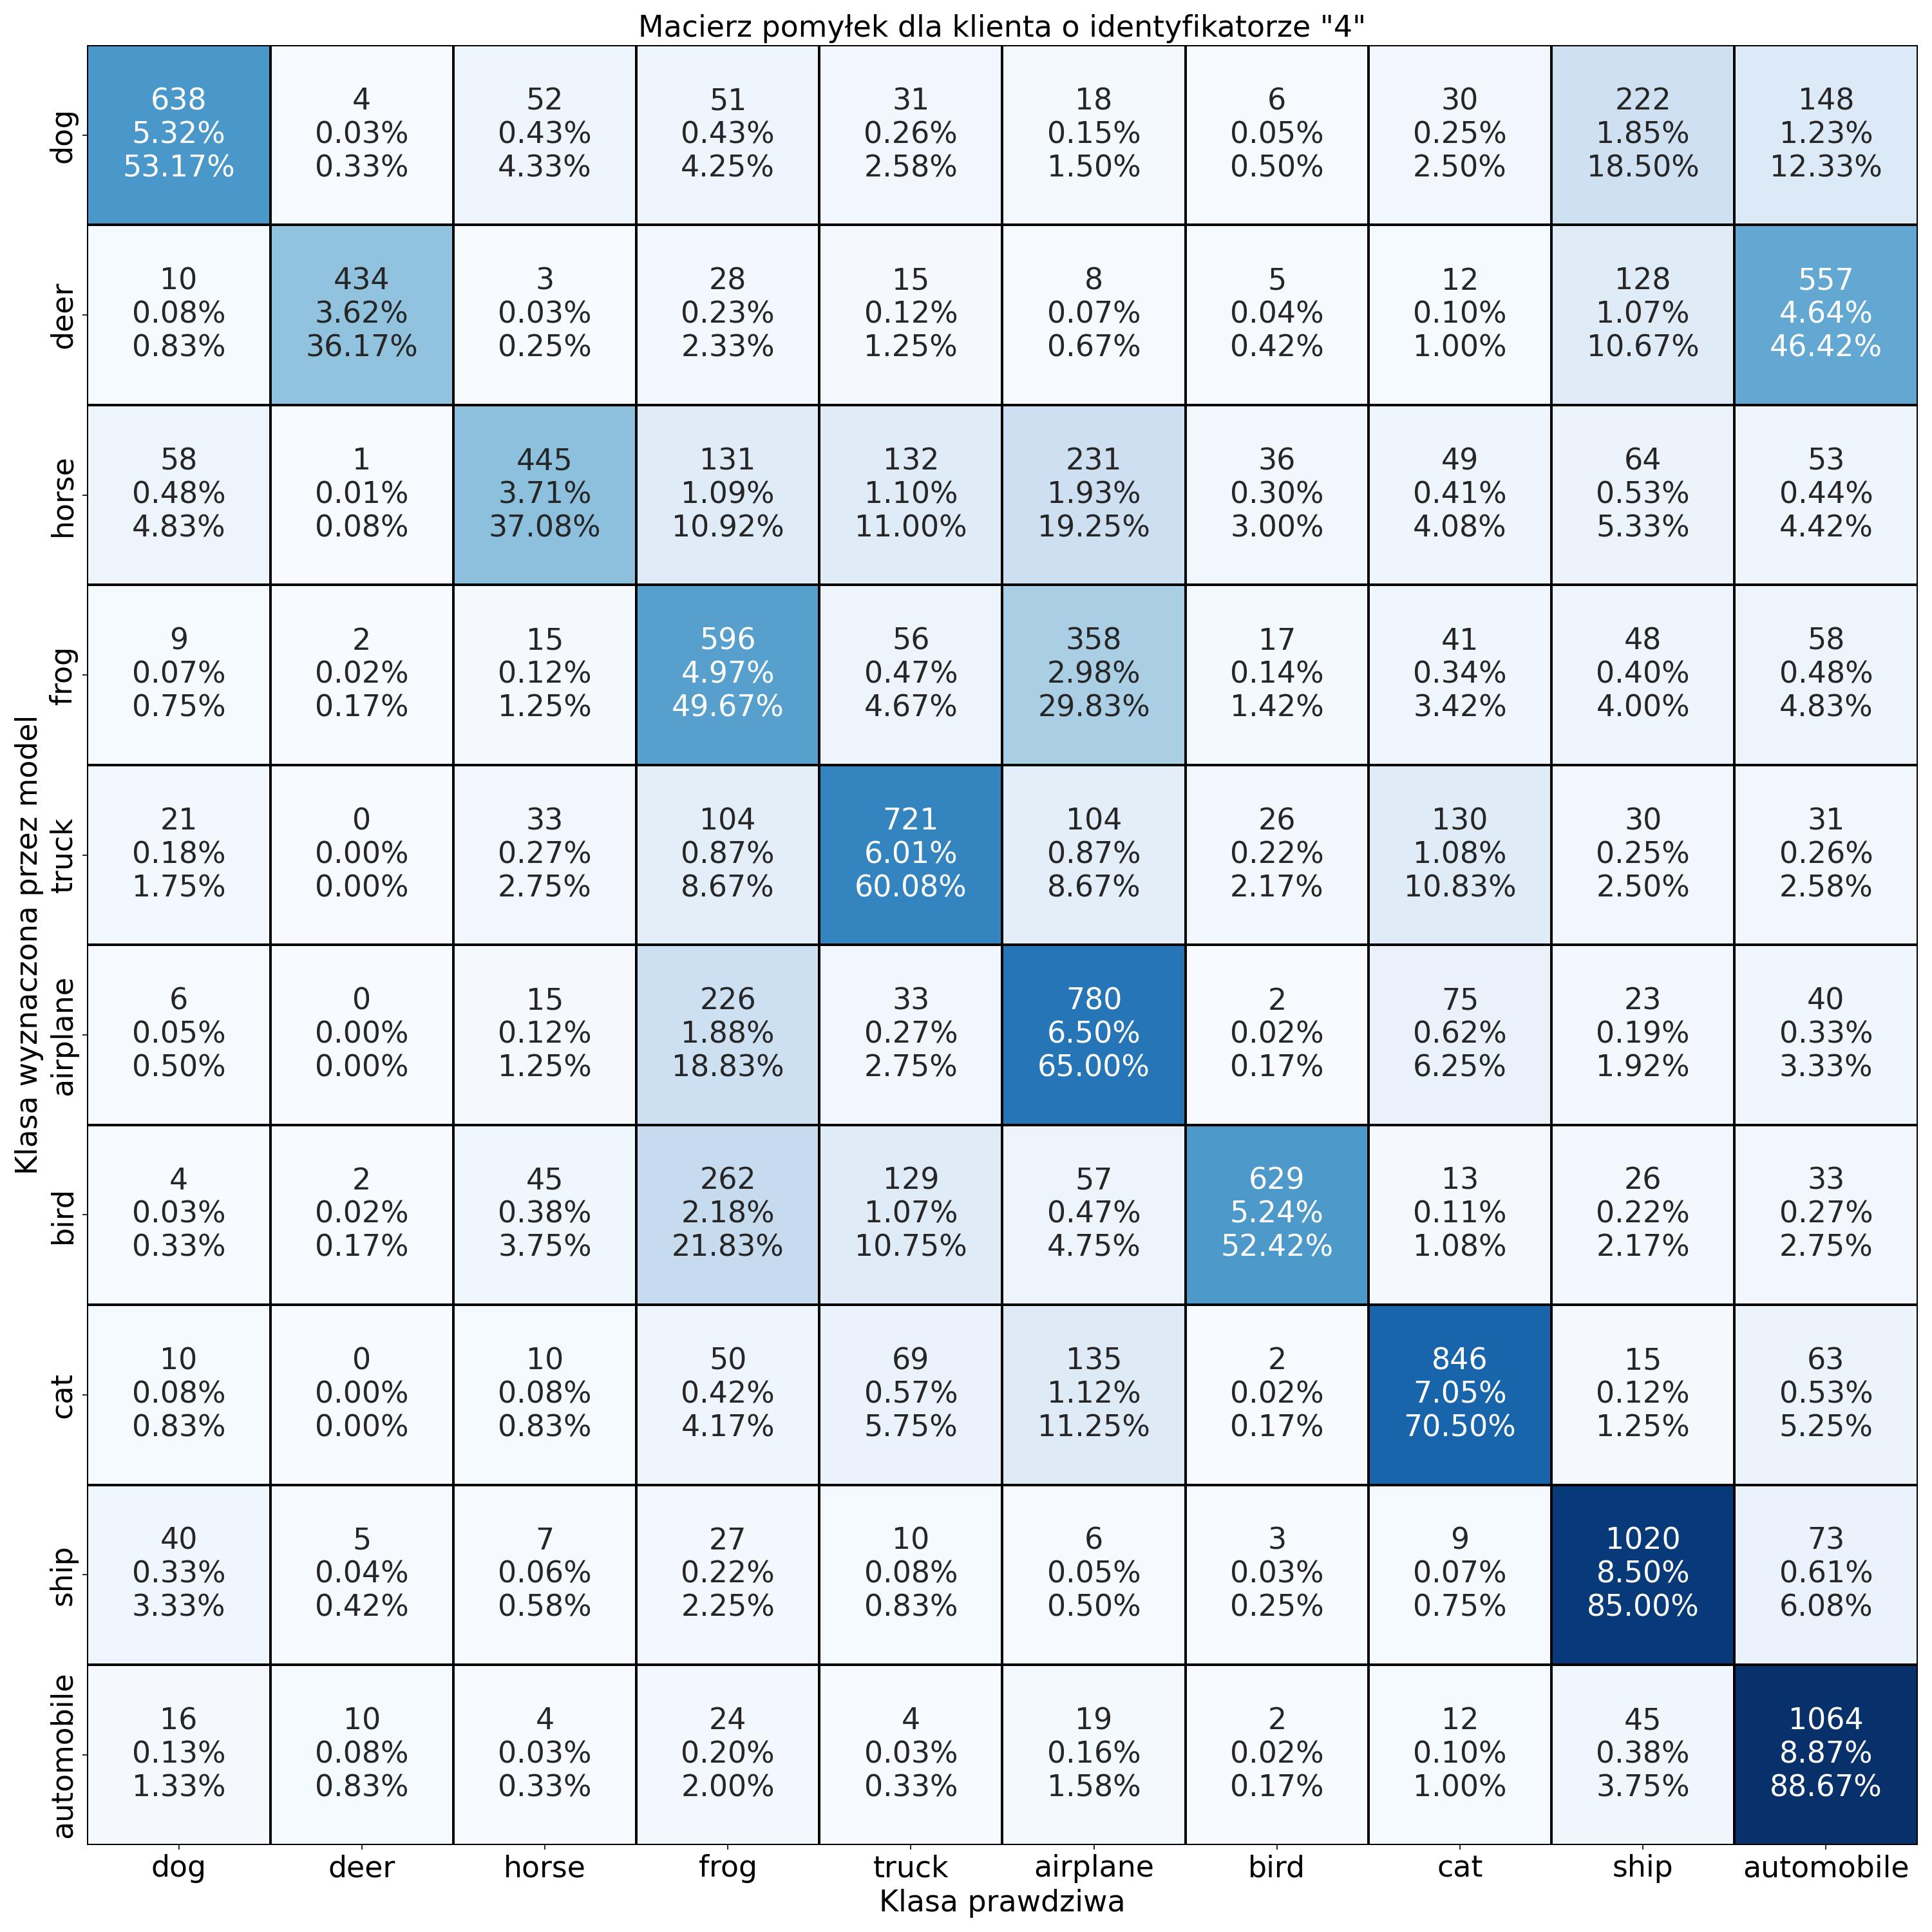 Macierz pomyłek dla klienta o identyfikatorze "4"
Klasa wyznaczona przez model
dog
638 4 52 51 31 18 6 30 222 148
5.32% 0.03% 0.43% 0.43% 0.26% 0.15% 0.05% 0.25% 1.85% 1.23%
53.17% 0.33% 4.33% 4.25% 2.58% 1.50% 0.50% 2.50% 18.50% 12.33%
deer
10 434 3 28 15 8 5 12 128 557
0.08% 3.62% 0.03% 0.23% 0.12% 0.07% 0.04% 0.10% 1.07% 4.64%
0.83% 36.17% 0.25% 2.33% 1.25% 0.67% 0.42% 1.00% 10.67% 46.42%
horse
58 1 445 131 132 231 36 49 64 53
0.48% 0.01% 3.71% 1.09% 1.10% 1.93% 0.30% 0.41% 0.53% 0.44%
4.83% 0.08% 37.08% 10.92% 11.00% 19.25% 3.00% 4.08% 5.33% 4.42%
frog
9 2 15 596 56 358 17 41 48 58
0.07% 0.02% 0.12% 4.97% 0.47% 2.98% 0.14% 0.34% 0.40% 0.48%
0.75% 0.17% 1.25% 49.67% 4.67% 29.83% 1.42% 3.42% 4.00% 4.83%
truck
21 0 33 104 721 104 26 130 30 31
0.18% 0.00% 0.27% 0.87% 6.01% 0.87% 0.22% 1.08% 0.25% 0.26%
1.75% 0.00% 2.75% 8.67% 60.08% 8.67% 2.17% 10.83% 2.50% 2.58%
airplane
6 0 15 226 33 780 2 75 23 40
0.05% 0.00% 0.12% 1.88% 0.27% 6.50% 0.02% 0.62% 0.19% 0.33%
0.50% 0.00% 1.25% 18.83% 2.75% 65.00% 0.17% 6.25% 1.92% 3.33%
bird
4 2 45 262 129 57 629 13 26 33
0.03% 0.02% 0.38% 2.18% 1.07% 0.47% 5.24% 0.11% 0.22% 0.27%
0.33% 0.17% 3.75% 21.83% 10.75% 4.75% 52.42% 1.08% 2.17% 2.75%
cat
10 0 10 50 69 135 2 846 15 63
0.08% 0.00% 0.08% 0.42% 0.57% 1.12% 0.02% 7.05% 0.12% 0.53%
0.83% 0.00% 0.83% 4.17% 5.75% 11.25% 0.17% 70.50% 1.25% 5.25%
ship
40 5 7 27 10 6 3 9 1020 73
0.33% 0.04% 0.06% 0.22% 0.08% 0.05% 0.03% 0.07% 8.50% 0.61%
3.33% 0.42% 0.58% 2.25% 0.83% 0.50% 0.25% 0.75% 85.00% 6.08%
automobile
16 10 4 24 4 19 2 12 45 1064
0.13% 0.08% 0.03% 0.20% 0.03% 0.16% 0.02% 0.10% 0.38% 8.87%
1.33% 0.83% 0.33% 2.00% 0.33% 1.58% 0.17% 1.00% 3.75% 88.67%
dog deer horse frog truck airplane bird cat ship automobile
Klasa prawdziwa